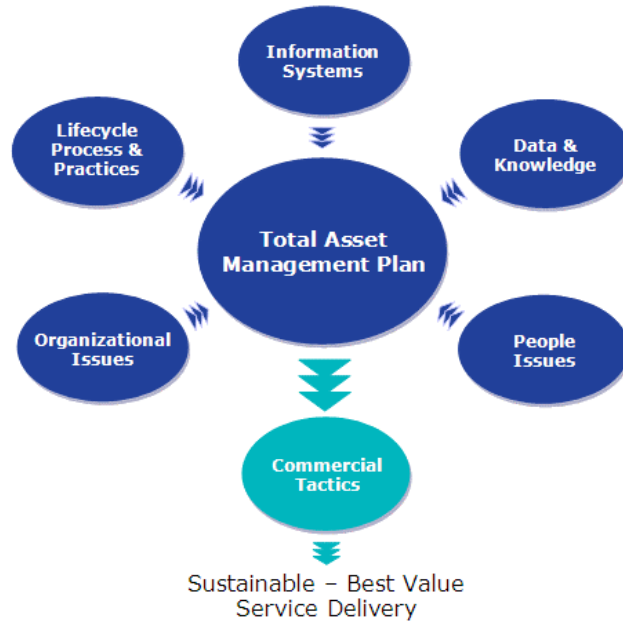 Information
Systems
Lifecycle
Process &
Practices
Data &
Knowledge
Total Asset
Management Plan
Organizational
Issues
People
Issues
Commercial
Tactics
Sustainable – Best Value
Service Delivery